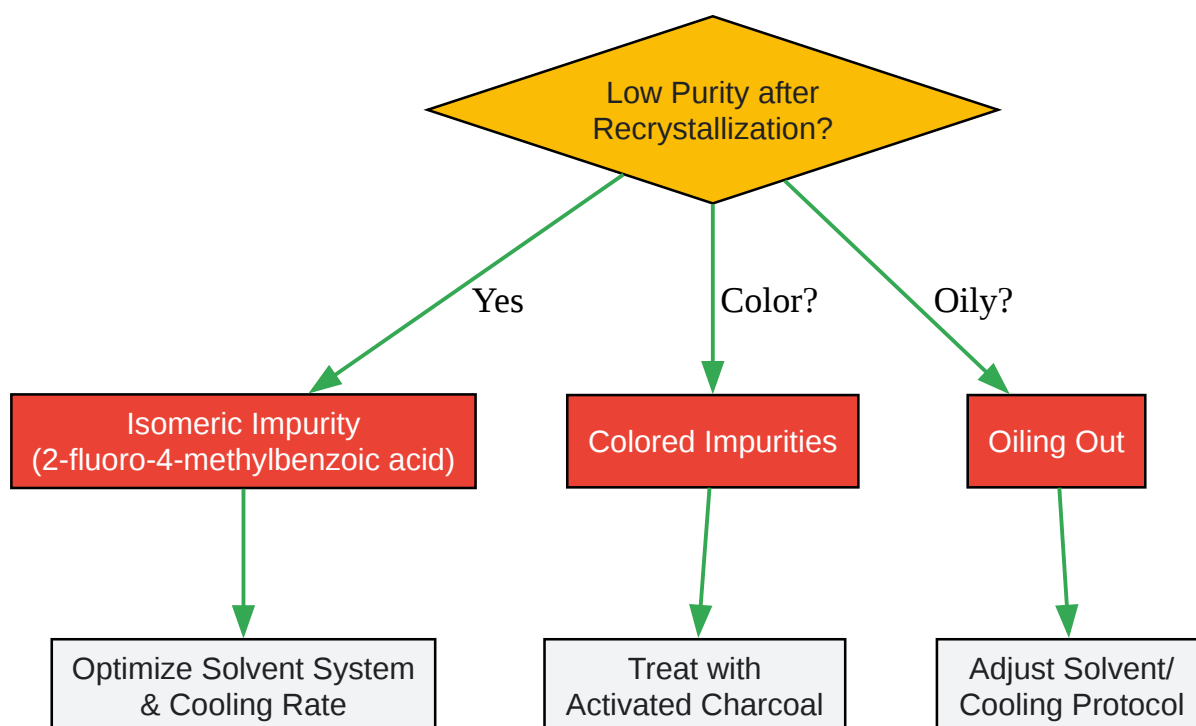 Low Purity after
Recrystallization?
Yes
Color?
Oily?
Isomeric Impurity
(2-fluoro-4-methylbenzoic acid)
Colored Impurities
Oiling Out
Optimize Solvent System
& Cooling Rate
Treat with
Activated Charcoal
Adjust Solvent/
Cooling Protocol